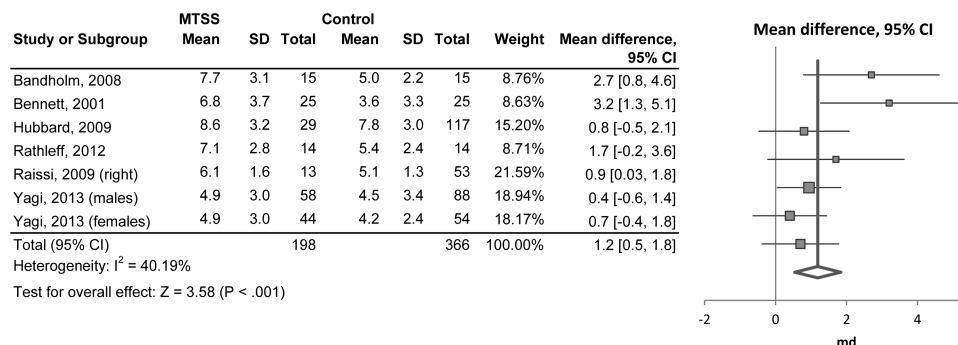 MTSS Control
Study or Subgroup Mean SD Total Mean SD Total Weight Mean difference, 95% CI
Bandholm, 2008 7.7 3.1 15 5.0 2.2 15 8.76% 2.7 [0.8, 4.6]
Bennett, 2001 6.8 3.7 25 3.6 3.3 25 8.63% 3.2 [1.3, 5.1]
Hubbard, 2009 8.6 3.2 29 7.8 3.0 117 15.20% 0.8 [-0.5, 2.1]
Rathleff, 2012 7.1 2.8 14 5.4 2.4 14 8.71% 1.7 [-0.2, 3.6]
Raissi, 2009 (right) 6.1 1.6 13 5.1 1.3 53 21.59% 0.9 [0.03, 1.8]
Yagi, 2013 (males) 4.9 3.0 58 4.5 3.4 88 18.94% 0.4 [-0.6, 1.4]
Yagi, 2013 (females) 4.9 3.0 44 4.2 2.4 54 18.17% 0.7 [-0.4, 1.8]
Total (95% CI) 198 366 100.00% 1.2 [0.5, 1.8]
Heterogeneity: I² = 40.19%
Test for overall effect: Z = 3.58 (P < .001)
Mean difference, 95% CI
-2 0 2 4
md